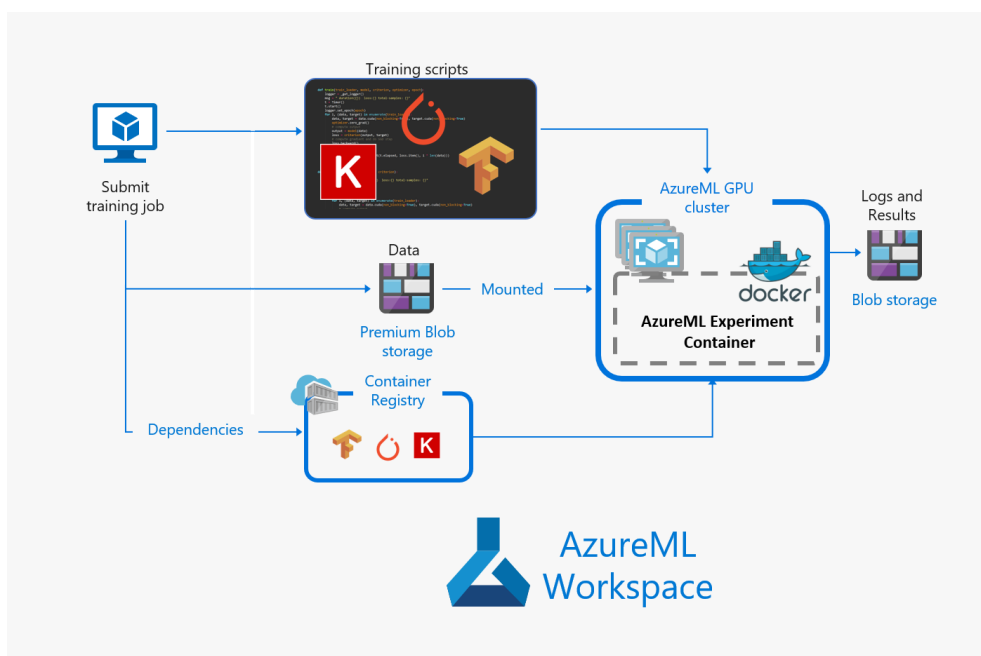 Training scripts
K
Submit
training job
AzureML GPU
cluster
Logs and
Results
Data
Mounted
docker
Blob storage
Premium Blob
storage
AzureML Experiment
Container
Container
Registry
Dependencies
K
AzureML
Workspace